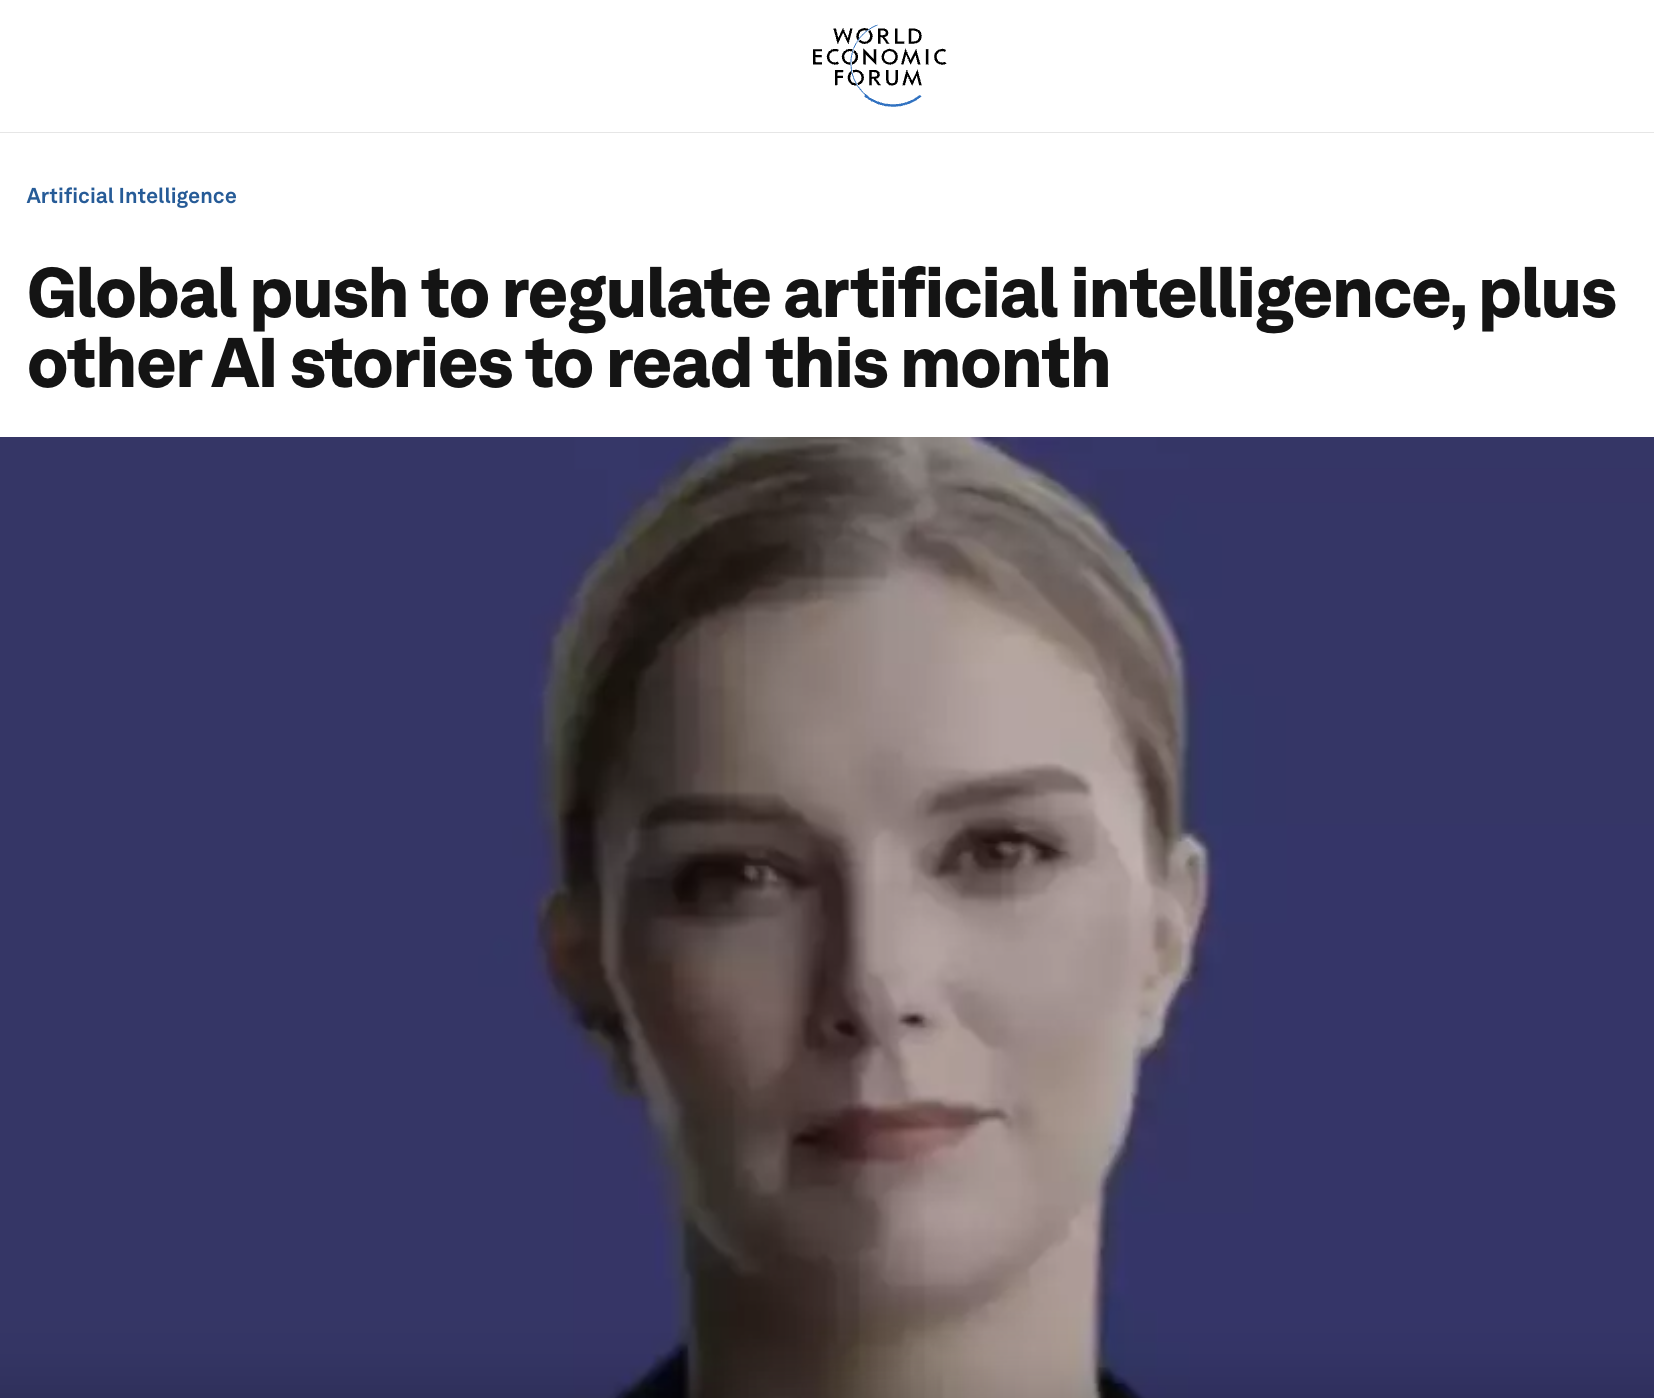 WORLD
ECONOMIC
FORUM
Artificial Intelligence
Global push to regulate artificial intelligence, plus
other AI stories to read this month